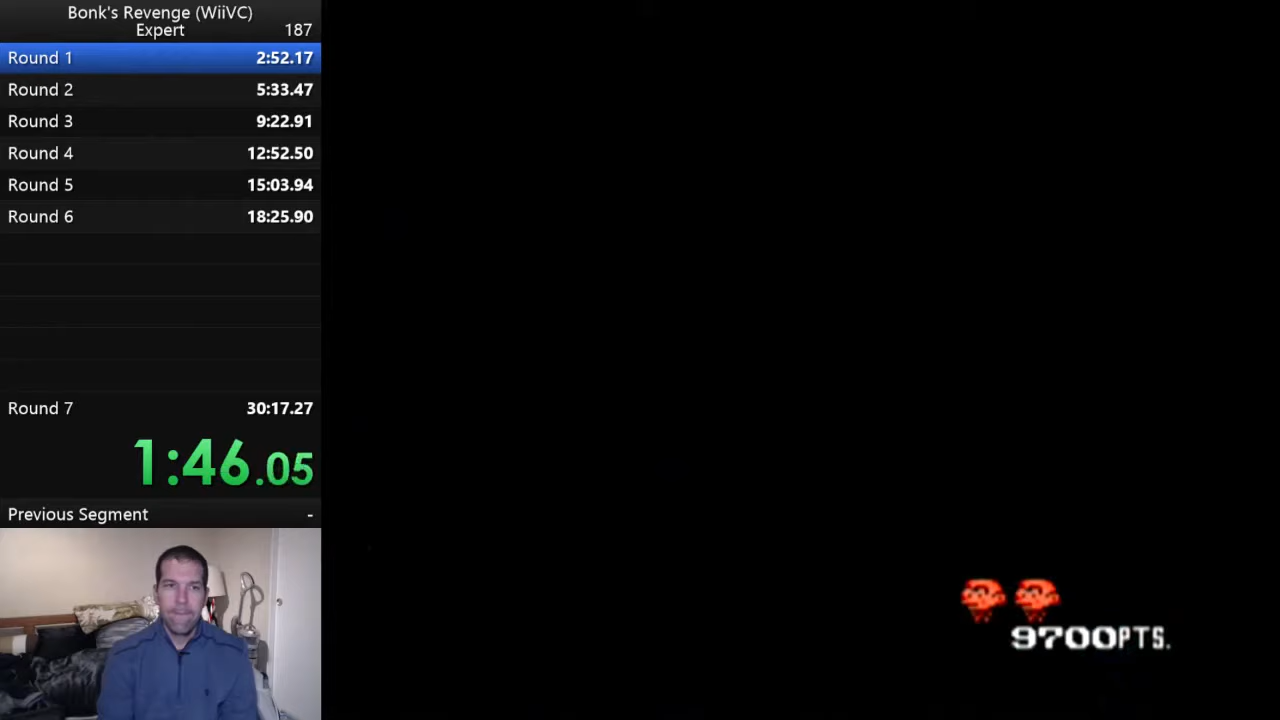 Bonk's Revenge (WiiVC)
Expert 187
Round 1 2:52.17
Round 2 5:33.47
Round 3 9:22.91
Round 4 12:52.50
Round 5 15:03.94
Round 6 18:25.90
Round 7 30:17.27
1:46.05
Previous Segment -
9700PTS.